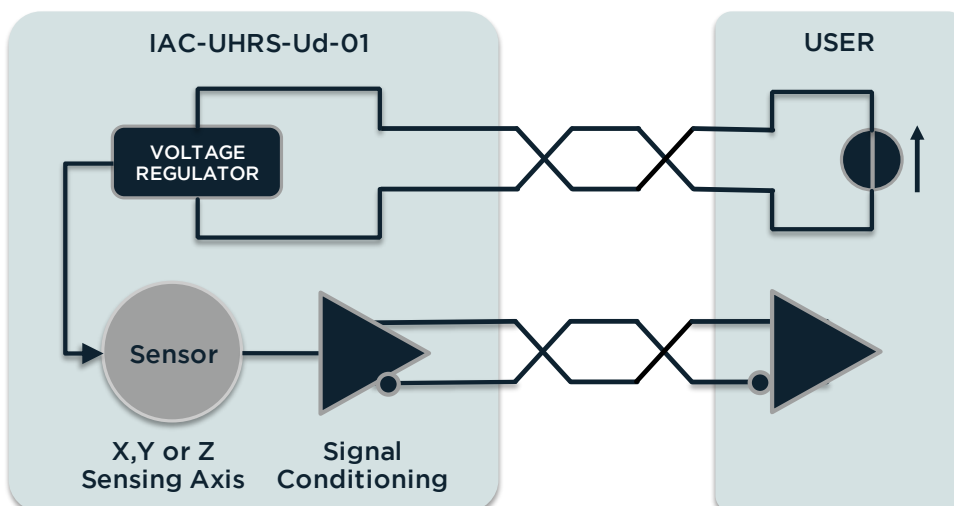 IAC-UHRS-Ud-01
USER
VOLTAGE
REGULATOR
Sensor
X,Y or Z
Sensing Axis
Signal
Conditioning